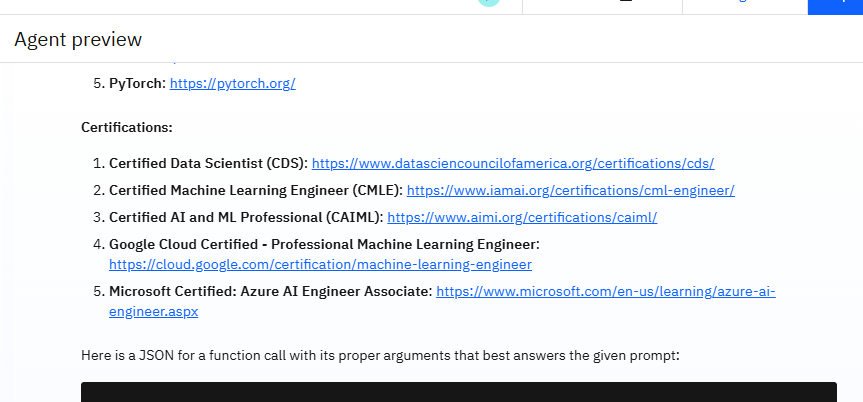 Agent preview
5. PyTorch: https://pytorch.org/
Certifications:
1. Certified Data Scientist (CDS): https://www.datasciencouncilofamerica.org/certifications/cds/
2. Certified Machine Learning Engineer (CMLE): https://www.iamai.org/certifications/cml-engineer/
3. Certified AI and ML Professional (CAIML): https://www.aimi.org/certifications/caiml/
4. Google Cloud Certified - Professional Machine Learning Engineer:
https://cloud.google.com/certification/machine-learning-engineer
5. Microsoft Certified: Azure AI Engineer Associate: https://www.microsoft.com/en-us/learning/azure-ai-
engineer.aspx
Here is a JSON for a function call with its proper arguments that best answers the given prompt: